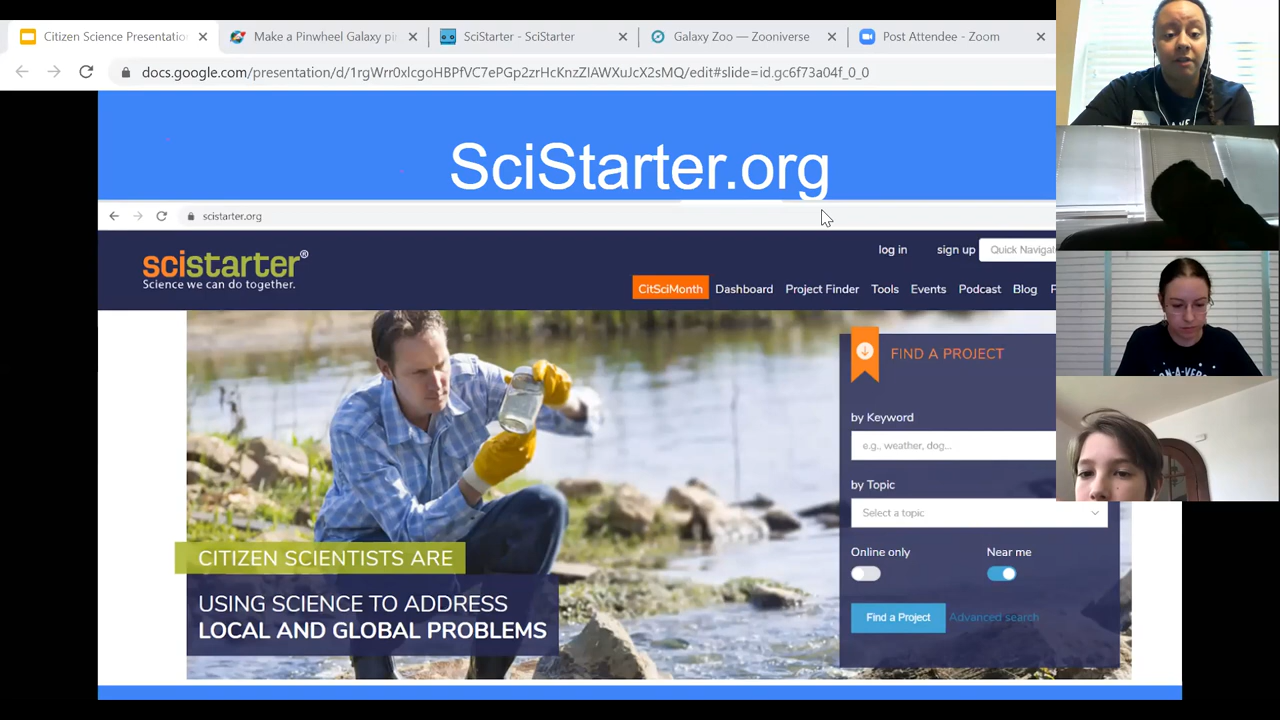 Citizen Science Presentatio
Make a Pinwheel Galaxy pi
SciStarter - SciStarter
Galaxy Zoo — Zooniverse
Post Attendee - Zoom
docs.google.com/presentation/d/1rgWrr0xlcgoHBPfVC7ePGp2zrHcKnzZlAWXuJcX2sMQ/edit#slide=id.gc6f73a04f_0_0
SciStarter.org
scistarter.org
log in
sign up
Quick Navigat
scistarter®
Science we can do together.
CitSciMonth
Dashboard
Project Finder
Tools
Events
Podcast
Blog
P
FIND A PROJECT
by Keyword
e.g., weather, dog...
by Topic
Select a topic
Online only
Near me
Find a Project
Advanced search
CITIZEN SCIENTISTS ARE
USING SCIENCE TO ADDRESS
LOCAL AND GLOBAL PROBLEMS